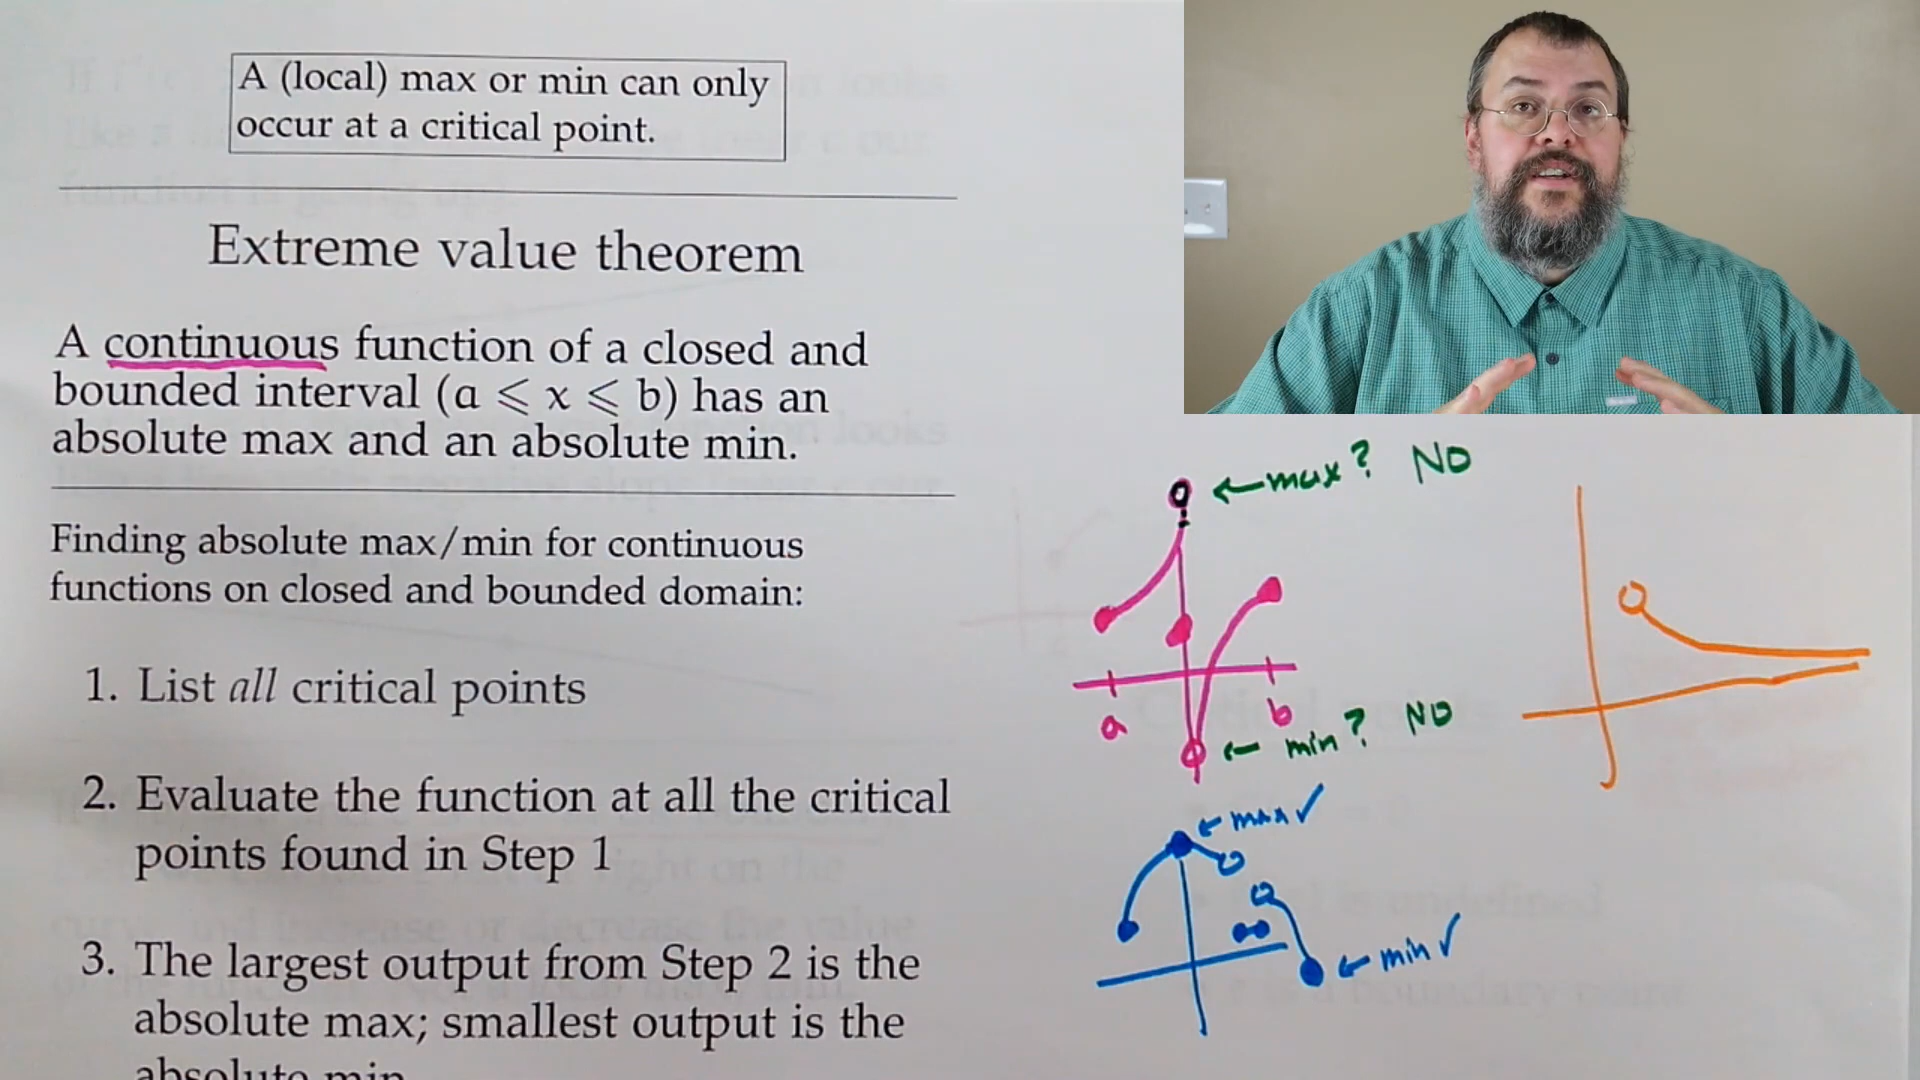 A (local) max or min can only
occur at a critical point.
Extreme value theorem
A continuous function of a closed and
bounded interval (a ⩽ x ⩽ b) has an
absolute max and an absolute min.
Finding absolute max/min for continuous
functions on closed and bounded domain:
1. List all critical points
2. Evaluate the function at all the critical
points found in Step 1
3. The largest output from Step 2 is the
absolute max; smallest output is the
absolute min
←max? NO
a
b
← min? NO
← max✓
← min✓